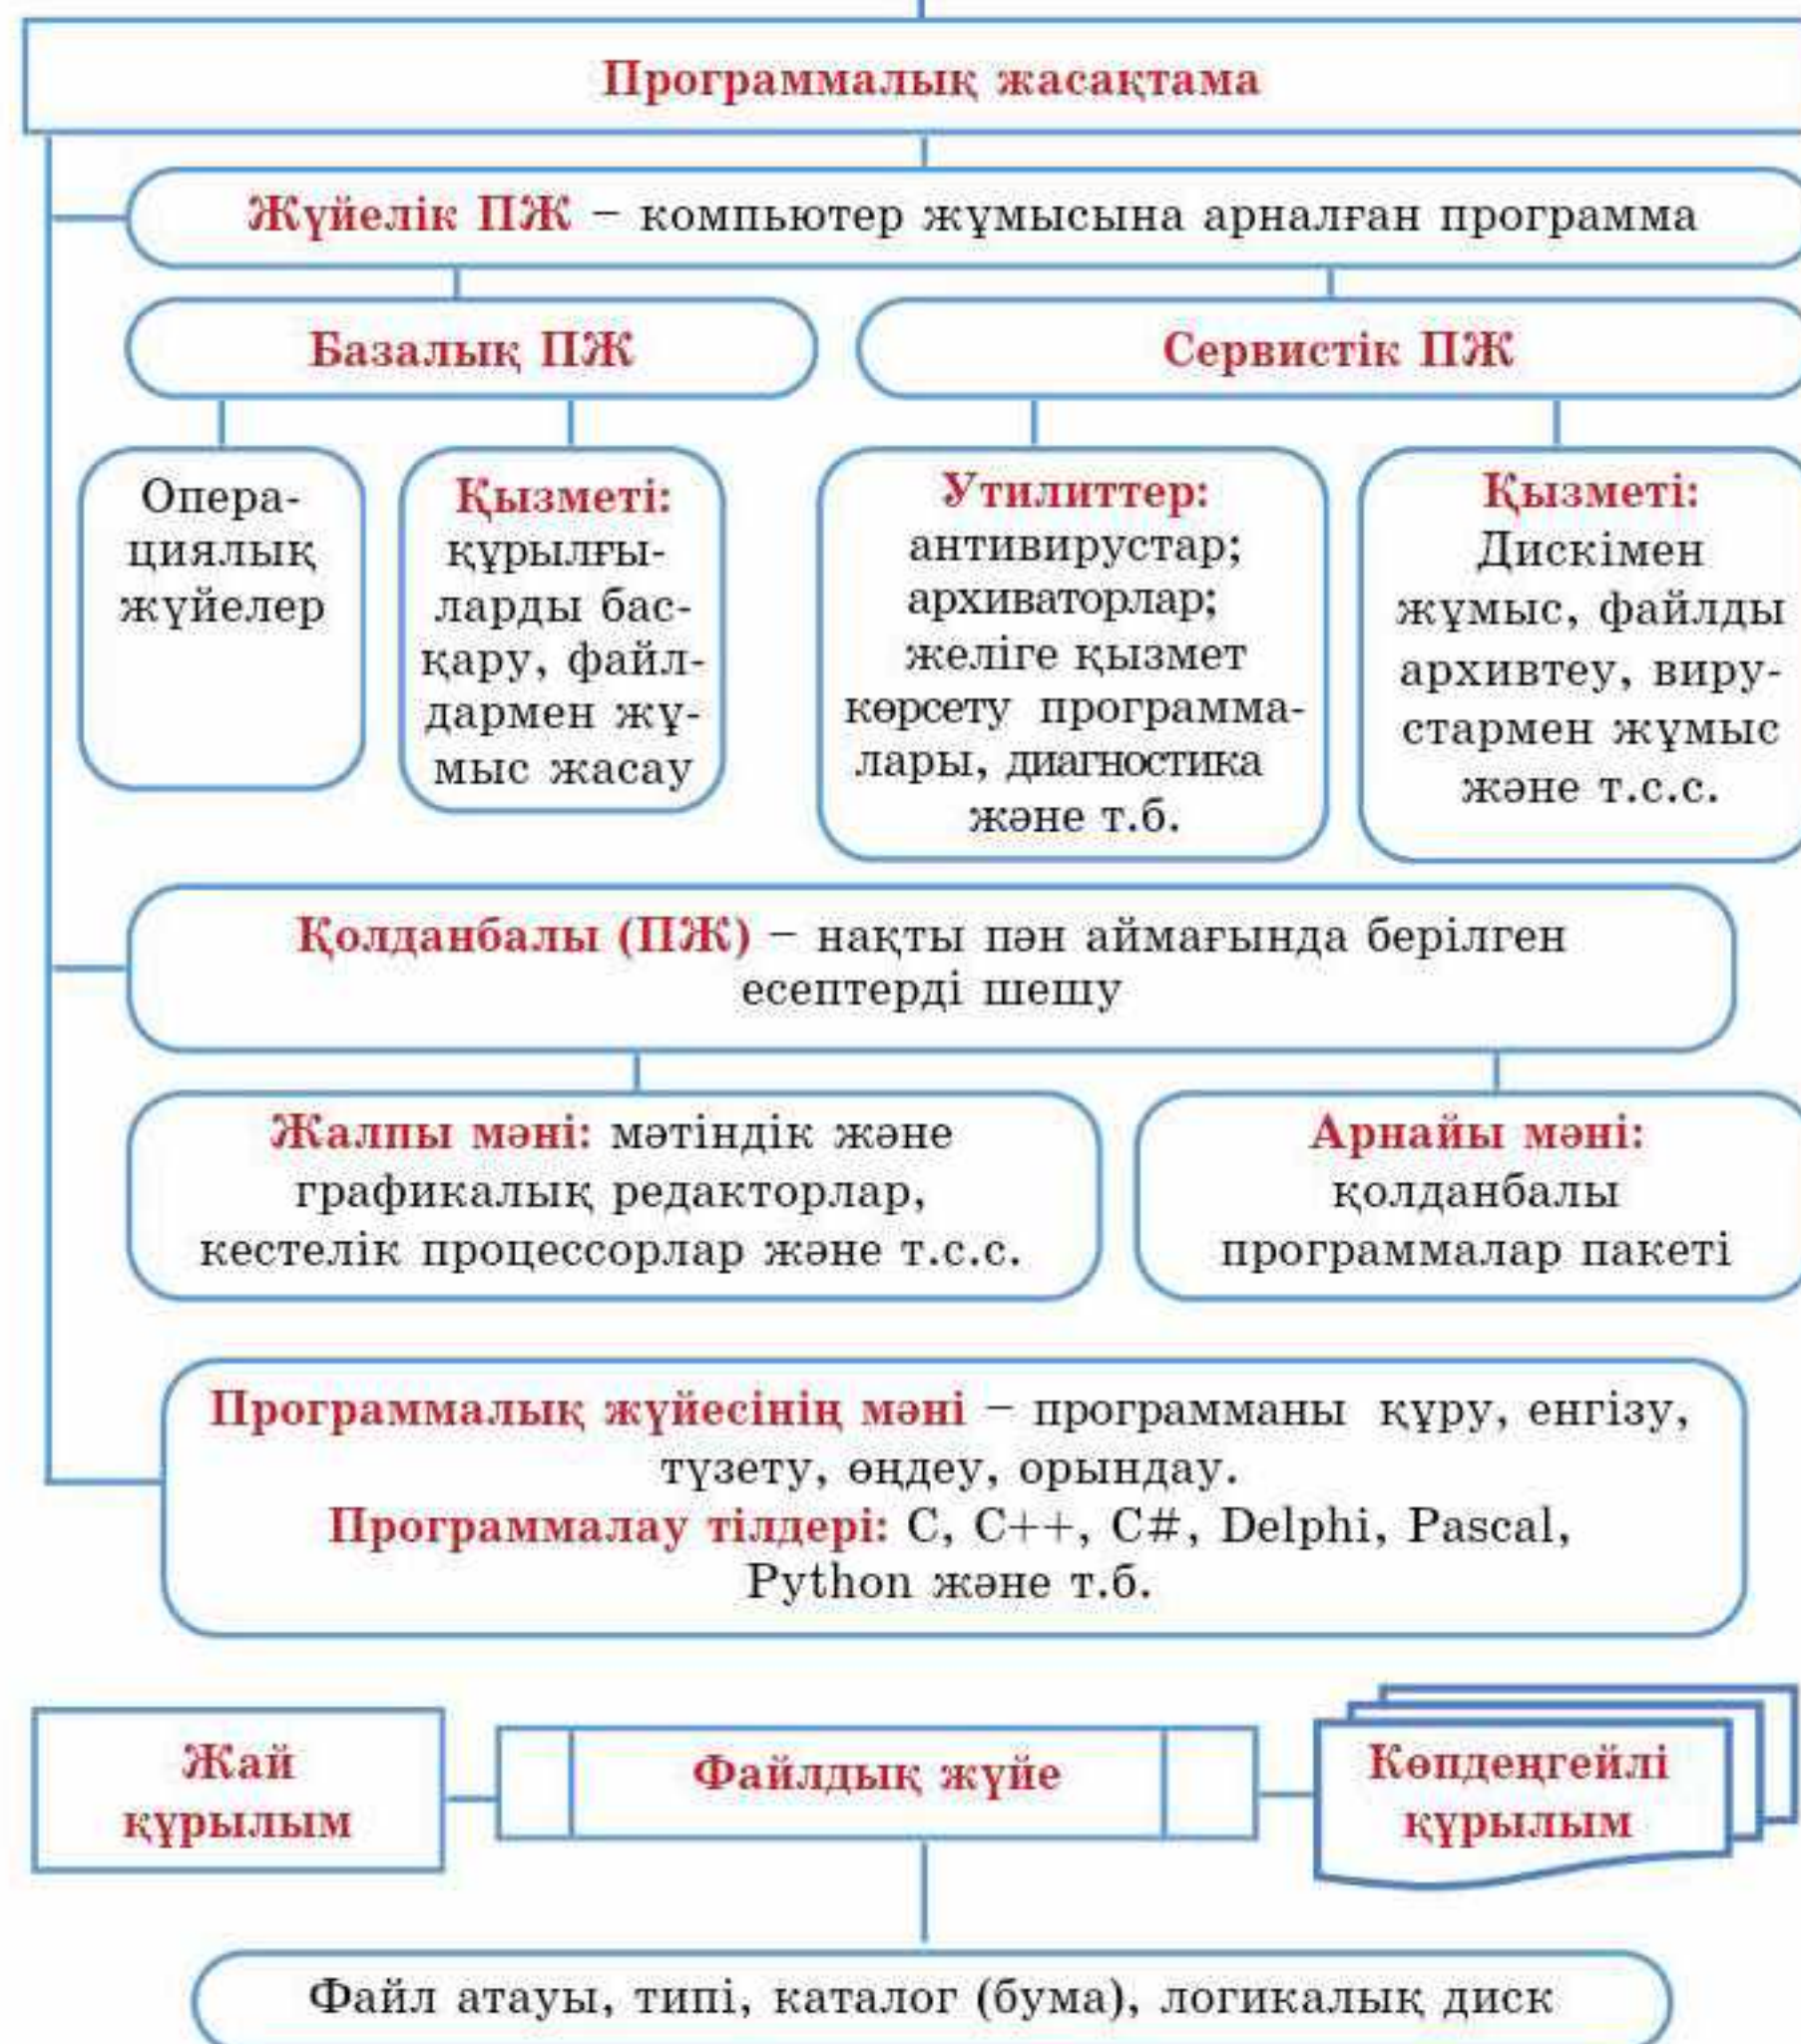 Программалық жасақтама
Жүйелік ПЖ – компьютер жұмысына арналған программа
Базалық ПЖ
Сервистік ПЖ
Опера-
циялық
жүйелер
Қызметі:
құрылғы-
ларды бас-
қару, файл-
дармен жұ-
мыс жасау
Утилиттер:
антивирустар;
архиваторлар;
желіге қызмет
көрсету программа-
лары, диагностика
және т.б.
Қызметі:
Дискімен
жұмыс, файлды
архивтеу, виру-
стармен жұмыс
және т.с.с.
Қолданбалы (ПЖ) – нақты пән аймағында берілген
есептерді шешу
Жалпы мәні: мәтіндік және
графикалық редакторлар,
кестелік процессорлар және т.с.с.
Арнайы мәні:
қолданбалы
программалар пакеті
Программалық жүйесінің мәні – программаны құру, енгізу,
түзету, өңдеу, орындау.
Программалау тілдері: C, C++, C#, Delphi, Pascal,
Python және т.б.
Жай
құрылым
Файлдық жүйе
Көпдеңгейлі
құрылым
Файл атауы, типі, каталог (бума), логикалық диск